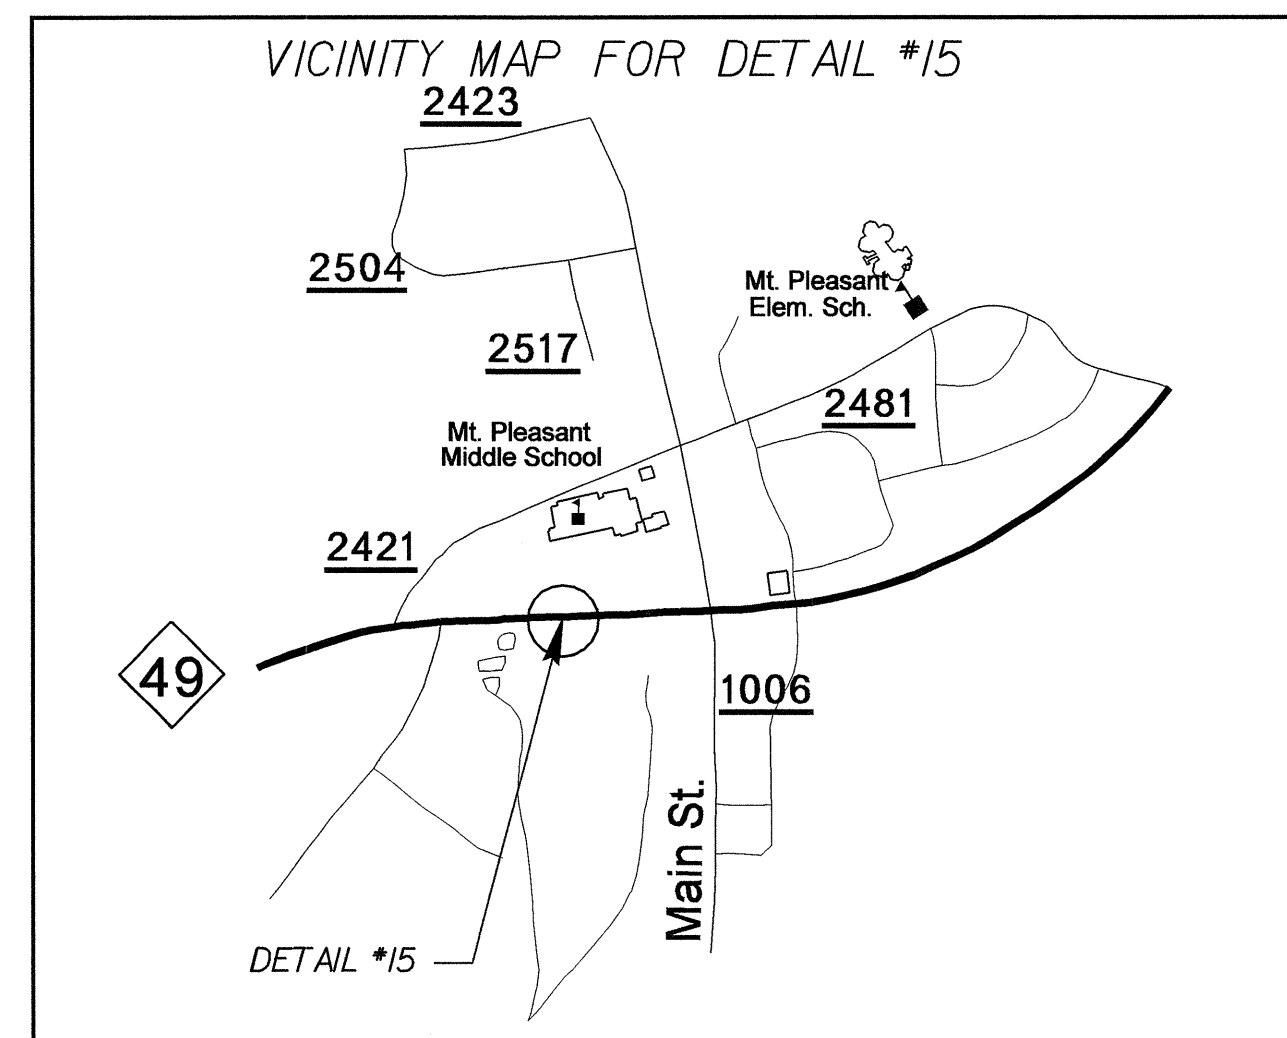 VICINITY MAP FOR DETAIL #15
2423
2504
Mt. Pleasant
Elem. Sch.
2517
2481
Mt. Pleasant
Middle School
2421
49
1006
Main St.
DETAIL #15